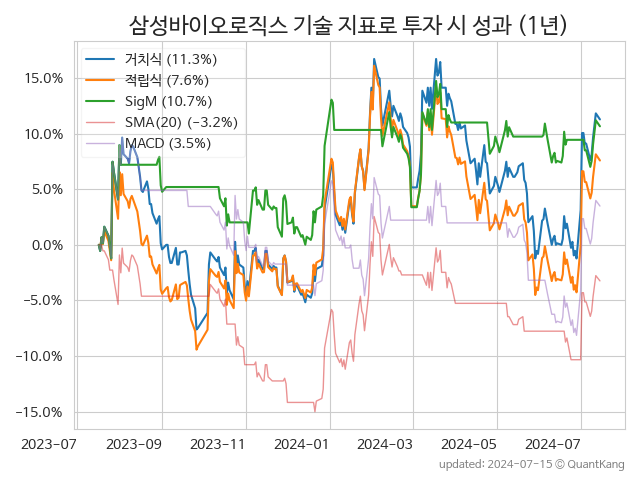 삼성바이오로직스 기술 지표로 투자 시 성과 (1년)
거치식 (11.3%)
적립식 (7.6%)
SigM (10.7%)
SMA(20) (−3.2%)
MACD (3.5%)
15.0%
10.0%
5.0%
0.0%
−5.0%
−10.0%
−15.0%
2023-07
2023-09
2023-11
2024-01
2024-03
2024-05
2024-07
updated: 2024-07-15 ⓒ QuantKang